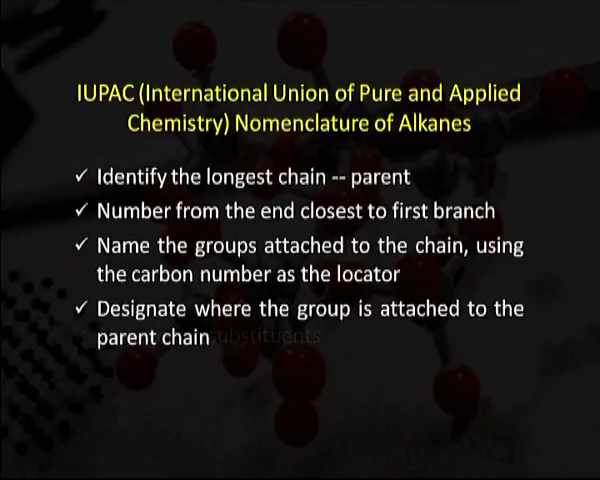 IUPAC (International Union of Pure and Applied
Chemistry) Nomenclature of Alkanes
✓ Identify the longest chain -- parent
✓ Number from the end closest to first branch
✓ Name the groups attached to the chain, using
the carbon number as the locator
✓ Designate where the group is attached to the
parent chain
substituents